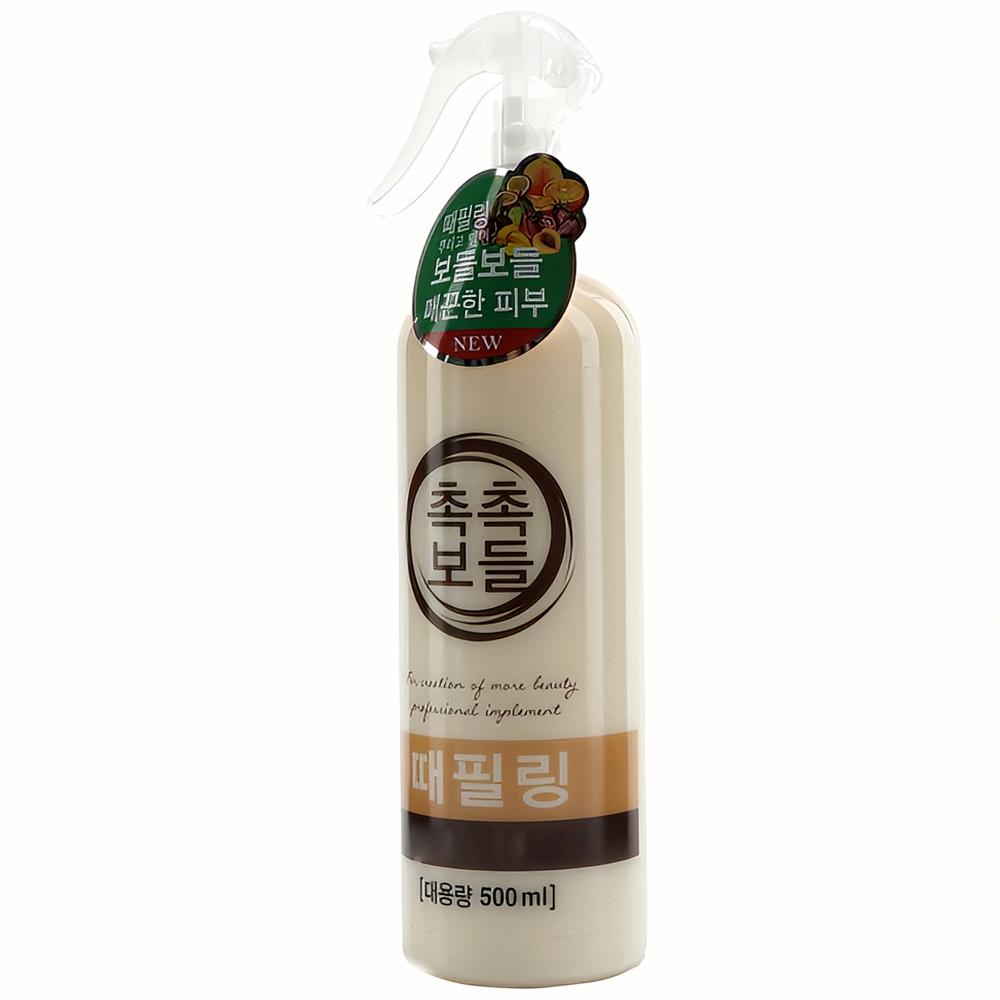 때필링
보들보들
매끈한 피부
NEW
촉촉
보들
For creation of more beauty
professional implement
때필링
[대용량 500ml]